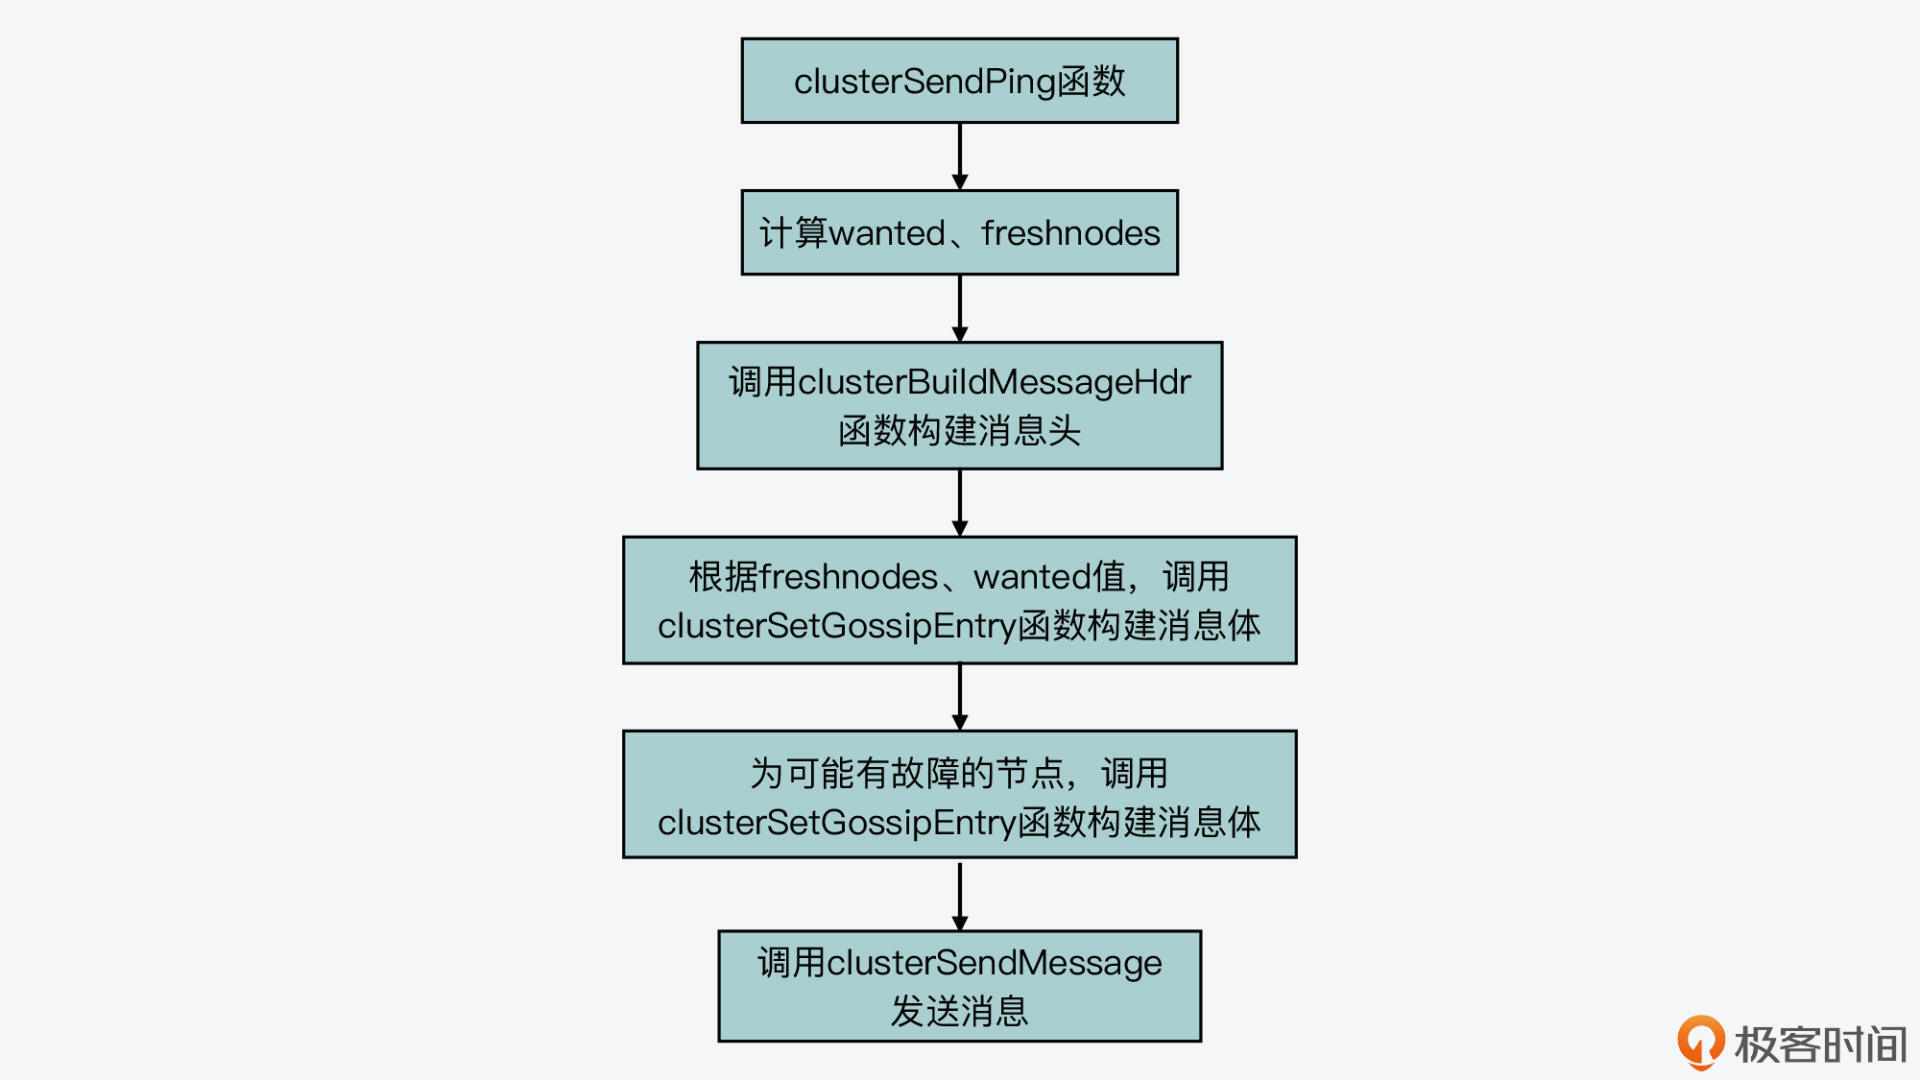 clusterSendPing函数
计算wanted、freshnodes
调用clusterBuildMessageHdr
函数构建消息头
根据freshnodes、wanted值，调用
clusterSetGossipEntry函数构建消息体
为可能有故障的节点，调用
clusterSetGossipEntry函数构建消息体
调用clusterSendMessage
发送消息
极客时间